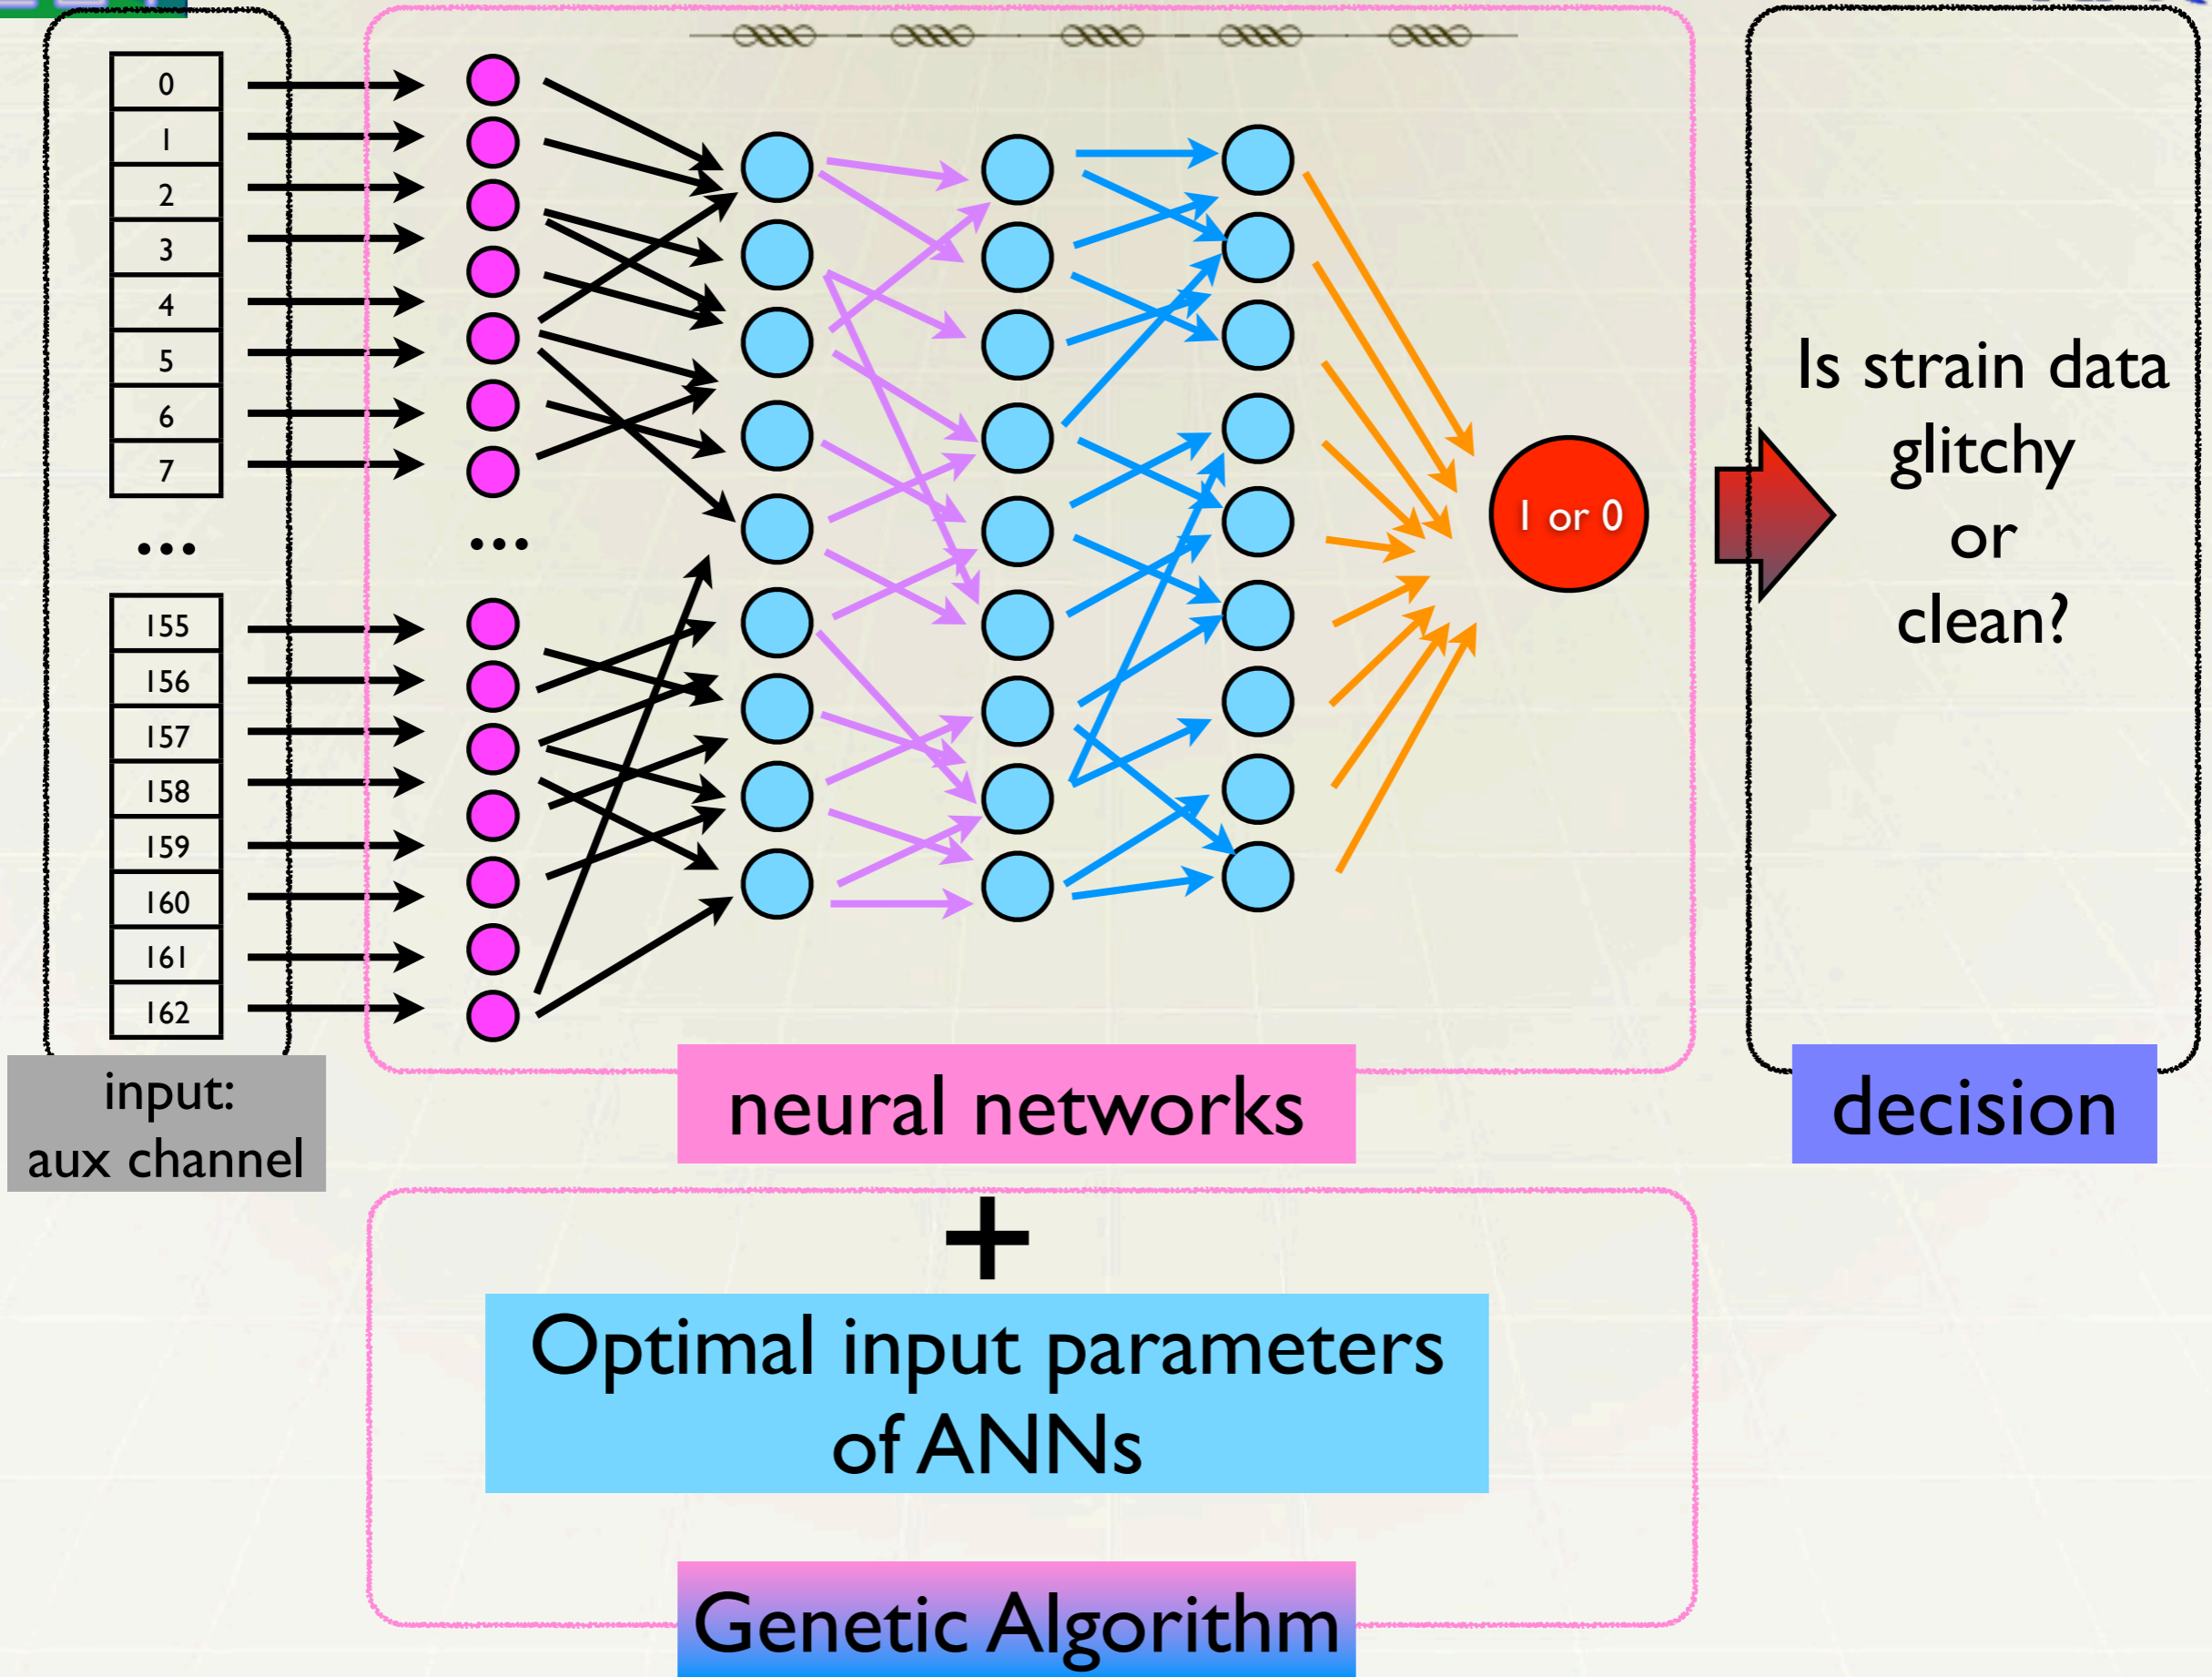 0
1
2
3
4
5
6
7
...
155
156
157
158
159
160
161
162
input:
aux channel
...
1 or 0
neural networks
Is strain data
glitchy
or
clean?
decision
+
Optimal input parameters
of ANNs
Genetic Algorithm